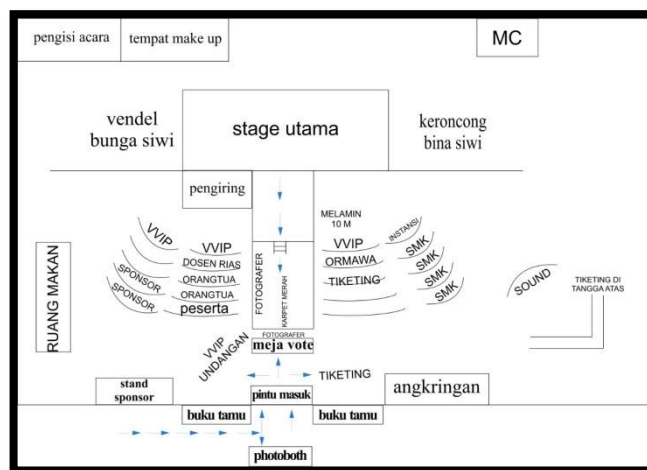 pengisi acara
tempat make up
MC
vendel
bunga siwi
stage utama
keroncong
bina siwi
pengiring
MELAMIN
10 M
VVIP
VVIP
DOSEN RIAS
SPONSOR
ORANGTUA
SPONSOR
ORANGTUA
peserta
FOTOGRAFER
KARPET MERAH
VVIP
INSTANSI
ORMAWA
SMK
TIKETING
SMK
SMK
SMK
RUANG MAKAN
SOUND
TIKETING DI
TANGGA ATAS
FOTOGRAFER
meja vote
VVIP
UNDANGAN
TIKETING
stand
sponsor
pintu masuk
angkringan
buku tamu
buku tamu
photoboth